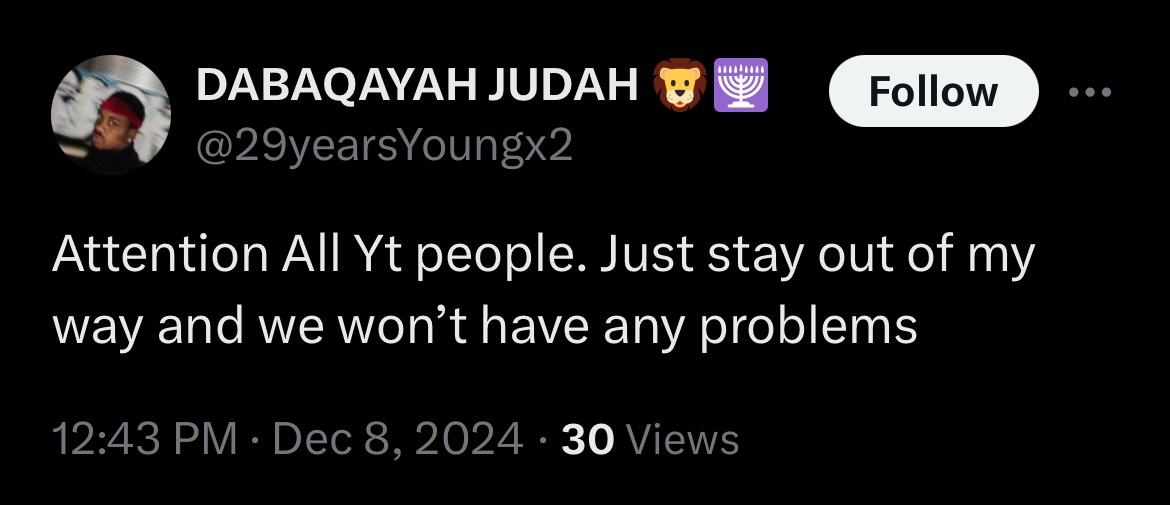 DABAQAYAH JUDAH 🦁🕎
Follow
@29yearsYoungx2
Attention All Yt people. Just stay out of my
way and we won’t have any problems
12:43 PM · Dec 8, 2024 · 30 Views